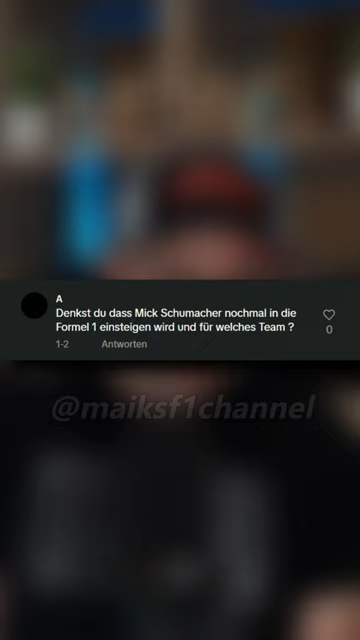 A
Denkst du dass Mick Schumacher nochmal in die
Formel 1 einsteigen wird und für welches Team ?
0
1-2 Antworten
@maiksf1channel